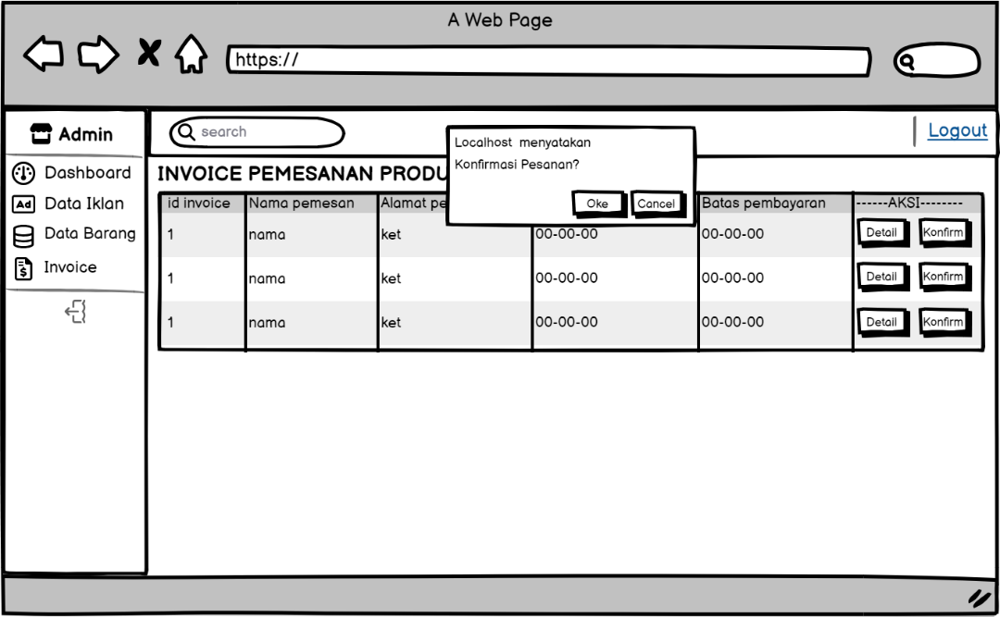 A Web Page
https://
Admin
search
Logout
Localhost menyatakan
Konfirmasi Pesanan?
Oke Cancel
Dashboard
Data Iklan
Ad
Data Barang
Invoice
INVOICE PEMESANAN
id invoice Nama pemesan Alamat Batas pembayaran ------AKSI--------
1 nama ket 00-00-00 00-00-00 Detail Konfirm
1 nama ket 00-00-00 00-00-00 Detail Konfirm
1 nama ket 00-00-00 00-00-00 Detail Konfirm